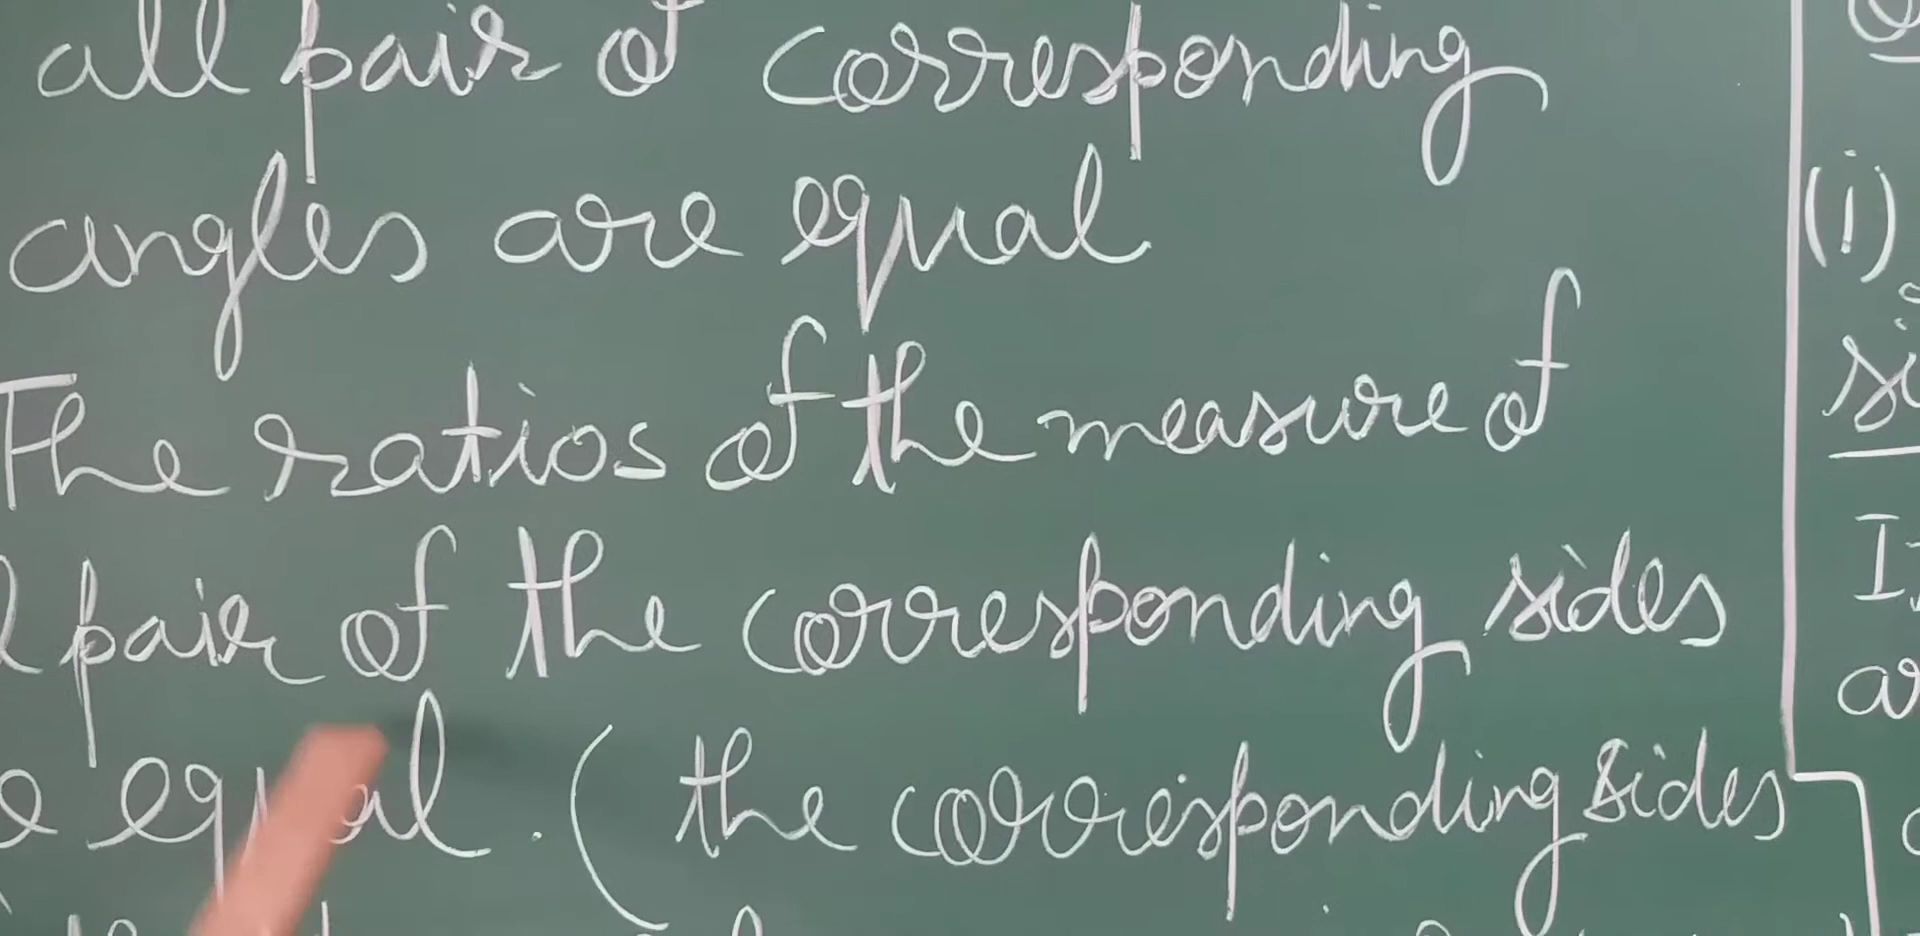 all pair of corresponding
angles are equal
The ratios of the measure of
pair of the corresponding sides
equal. (the corresponding sides
(i)